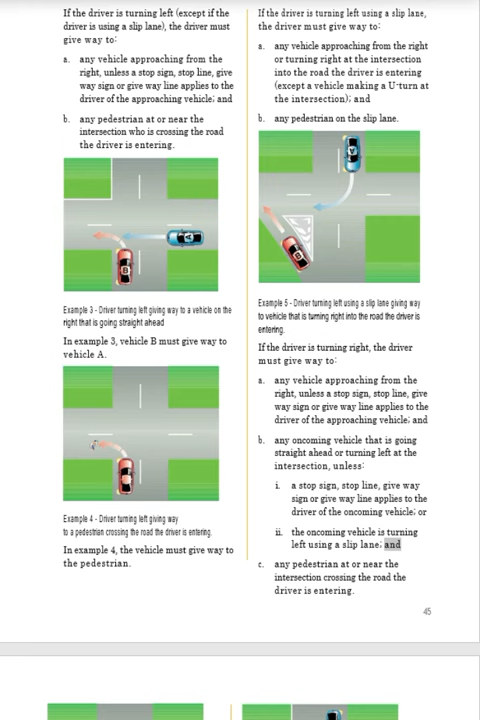 If the driver is turning left (except if the
driver is using a slip lane), the driver must
give way to:
a. any vehicle approaching from the
right, unless a stop sign, stop line, give
way sign or give way line applies to the
driver of the approaching vehicle; and
b. any pedestrian at or near the
intersection who is crossing the road
the driver is entering.
A
B
Example 3 - Driver turning left giving way to a vehicle on the
right that is going straight ahead
In example 3, vehicle B must give way to
vehicle A.
Example 4 - Driver turning left giving way
to a pedestrian crossing the road the driver is entering.
In example 4, the vehicle must give way to
the pedestrian.
If the driver is turning left using a slip lane,
the driver must give way to:
a. any vehicle approaching from the right
or turning right at the intersection
into the road the driver is entering
(except a vehicle making a U-turn at
the intersection); and
b. any pedestrian on the slip lane.
A
B
Example 5 - Driver turning left using a slip lane giving way
to vehicle that is turning right into the road the driver is
entering.
If the driver is turning right, the driver
must give way to:
a. any vehicle approaching from the
right, unless a stop sign, stop line, give
way sign or give way line applies to the
driver of the approaching vehicle; and
b. any oncoming vehicle that is going
straight ahead or turning left at the
intersection, unless:
i. a stop sign, stop line, give way
sign or give way line applies to the
driver of the oncoming vehicle; or
ii. the oncoming vehicle is turning
left using a slip lane; and
c. any pedestrian at or near the
intersection crossing the road the
driver is entering.
45